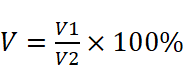 V = V1/V2 × 100%